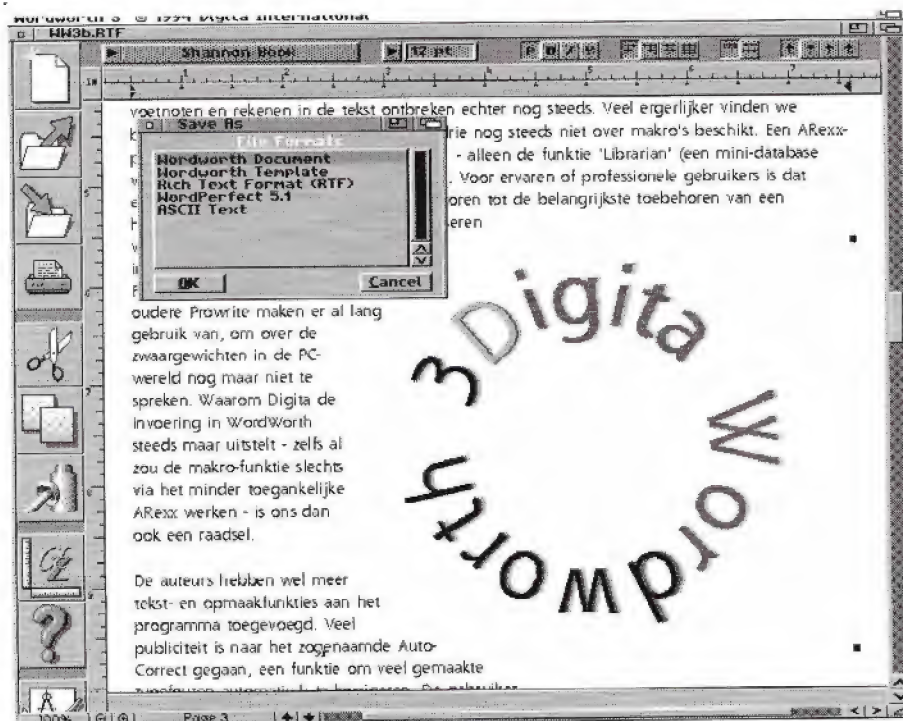 Wordworth 3 © 1994 Digita International
WW3b.RTF
Shannon Book
12 pt
voetnoten en rekenen in de tekst ontbreken echter nog steeds. Veel ergerlijker vinden we
rie nog steeds niet over makro's beschikt. Een ARexx-
- alleen de funktie 'Librarian' (een mini-database
. Voor ervaren of professionele gebruikers is dat
oren tot de belangrijkste toebehoren van een
seren
Save As
File Formats
Wordworth Document
Wordworth Template
Rich Text Format (RTF)
WordPerfect 5.1
ASCII Text
OK
Cancel
oudere Prowrite maken er al lang
gebruik van, om over de
zwaargewichten in de PC-
wereld nog maar niet te
spreken. Waarom Digita de
invoering in WordWorth
steeds maar uitstelt - zelfs al
zou de makro-funktie slechts
via het minder toegankelijke
ARexx werken - is ons dan
ook een raadsel.
Digita Wordworth 3
De auteurs hebben wel meer
tekst- en opmaakfunkties aan het
programma toegevoegd. Veel
publiciteit is naar het zogenaamde Auto-
Correct gegaan, een funktie om veel gemaakte
100%
Page 3